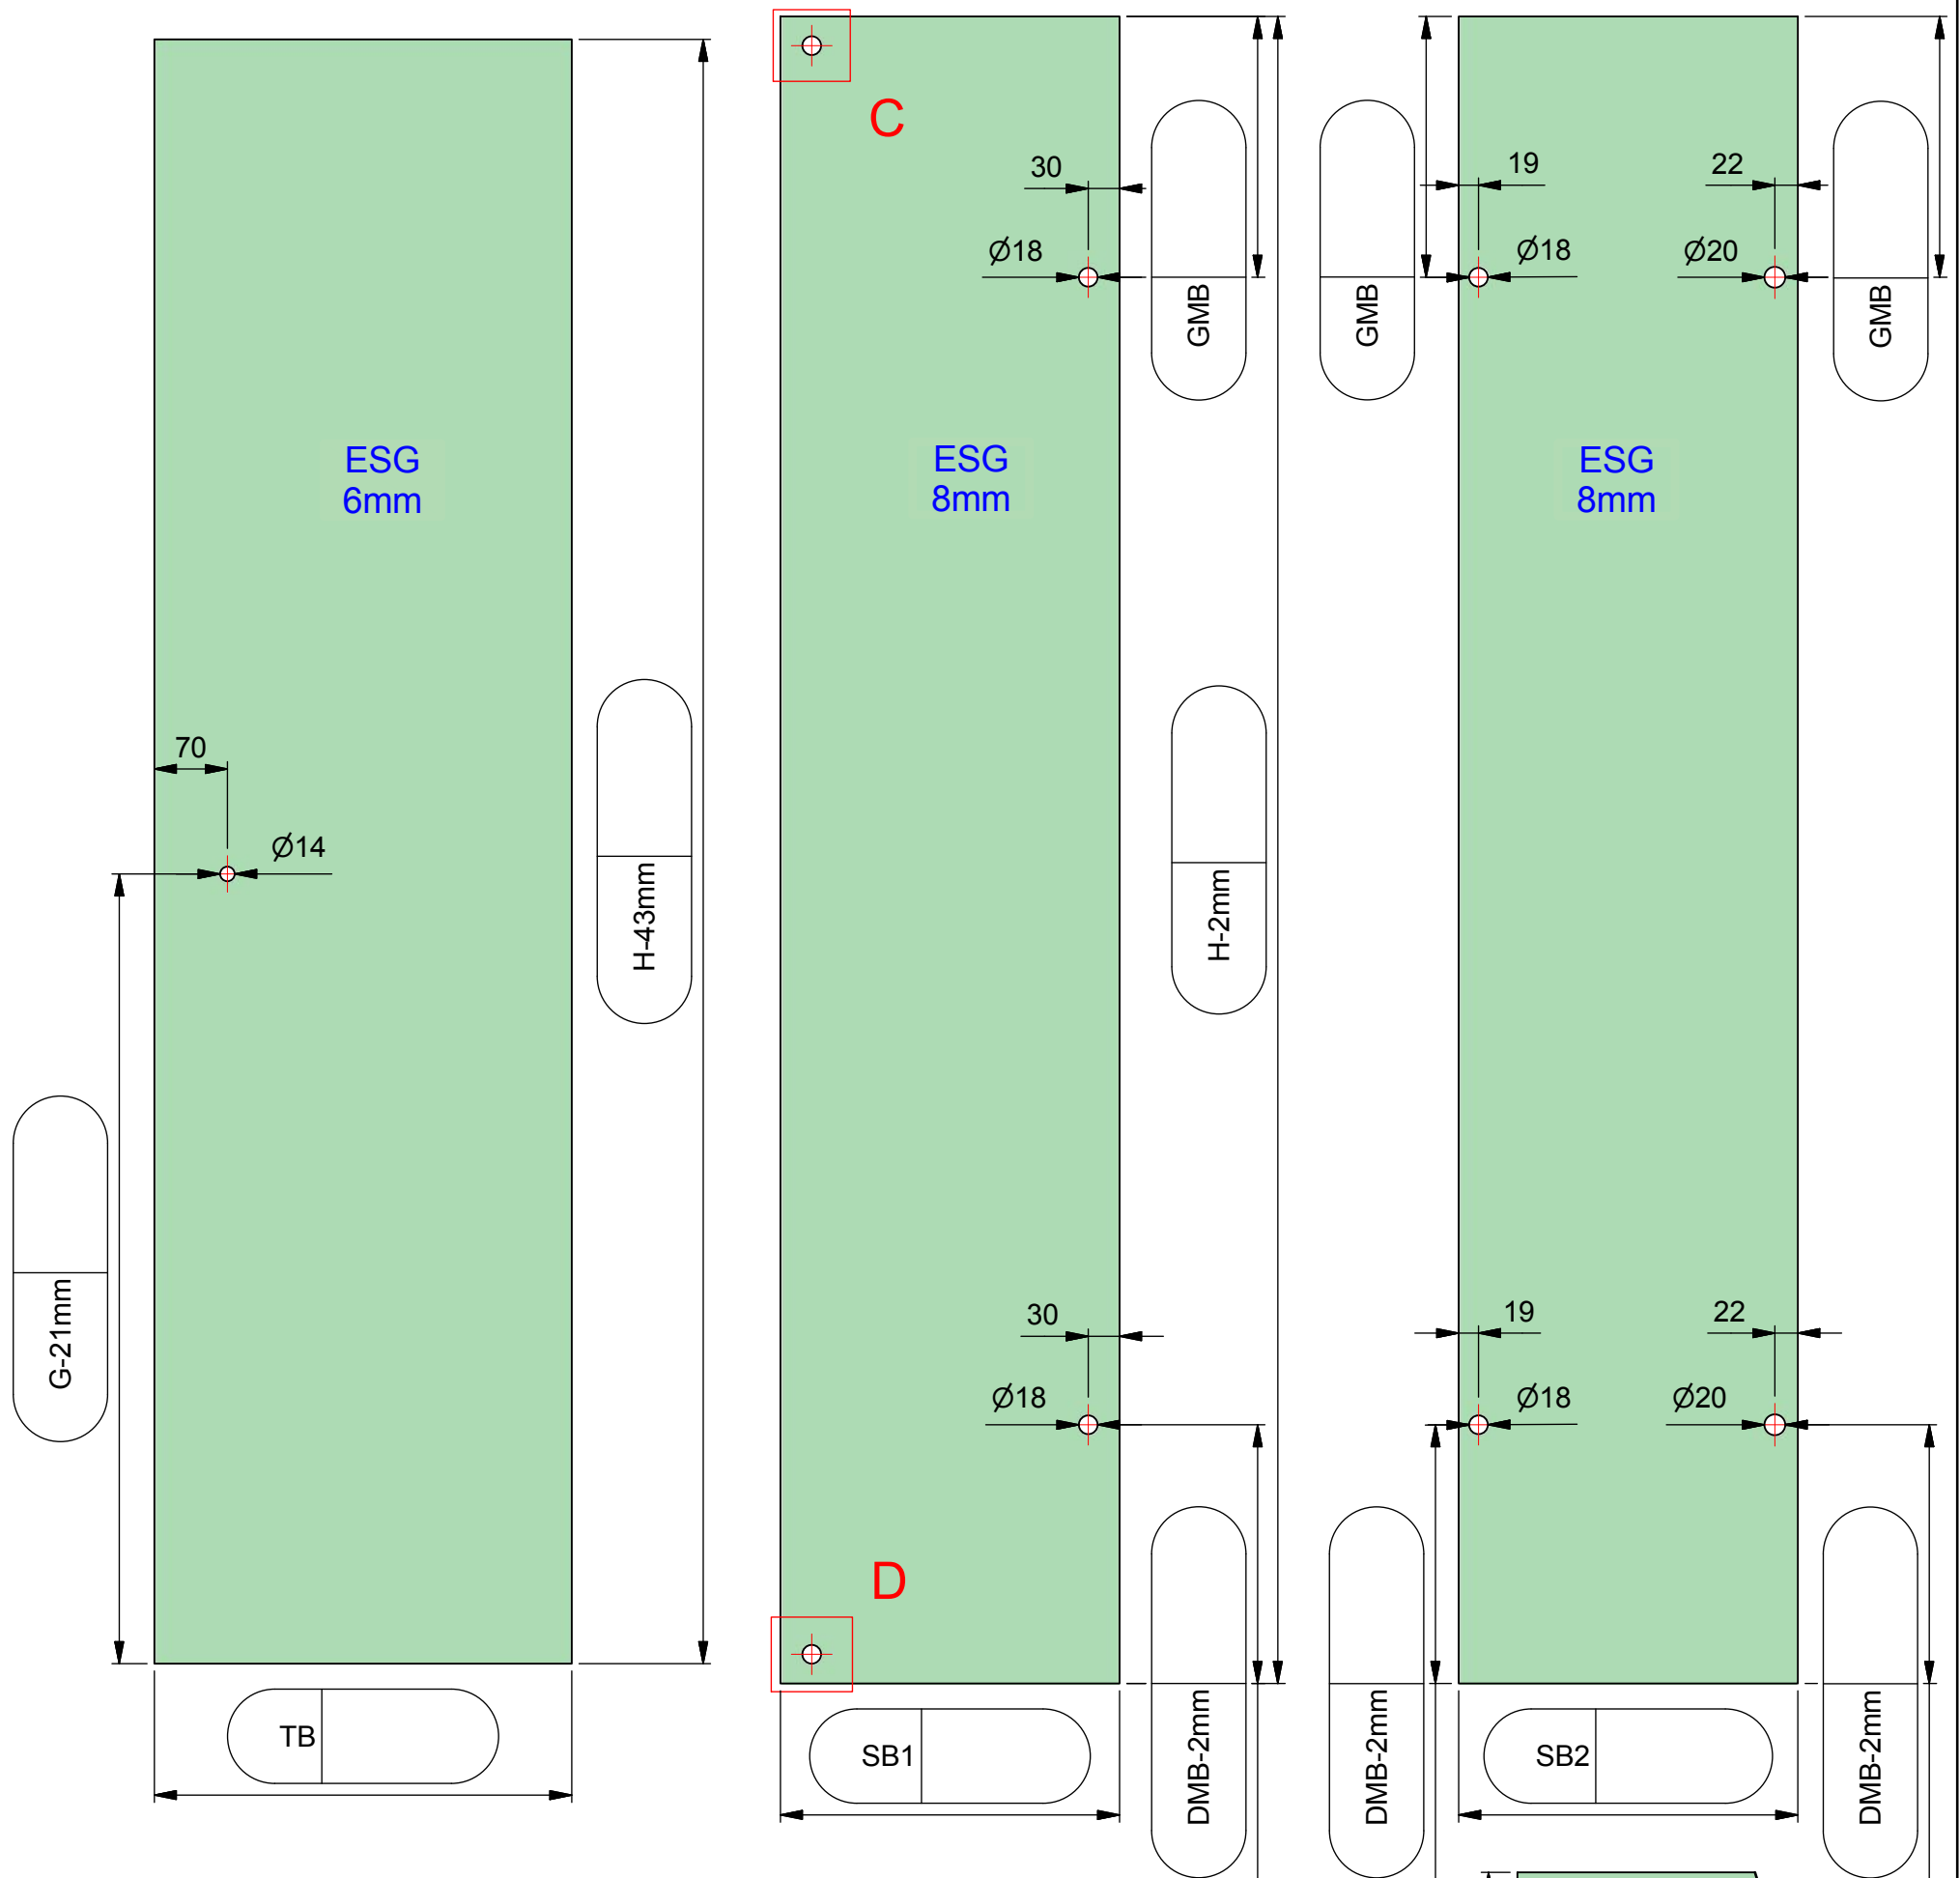 C
30
19
22
Ø18
Ø18
Ø20
GMB
GMB
GMB
ESG
6mm
ESG
8mm
ESG
8mm
70
Ø14
H-43mm
H-2mm
G-21mm
30
19
22
Ø18
Ø18
Ø20
D
TB
SB1
DMB-2mm
DMB-2mm
SB2
DMB-2mm